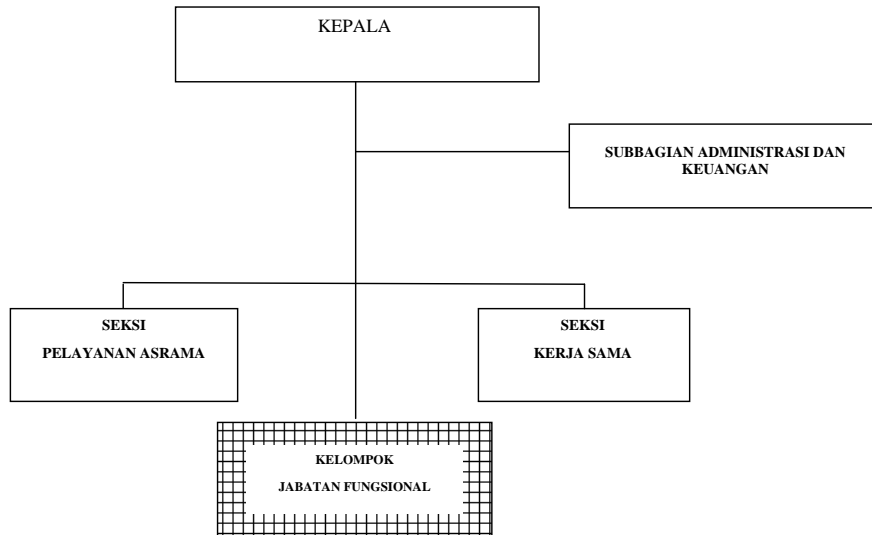 KEPALA
SUBBAGIAN ADMINISTRASI DAN
KEUANGAN
SEKSI
PELAYANAN ASRAMA
SEKSI
KERJA SAMA
KELOMPOK
JABATAN FUNGSIONAL